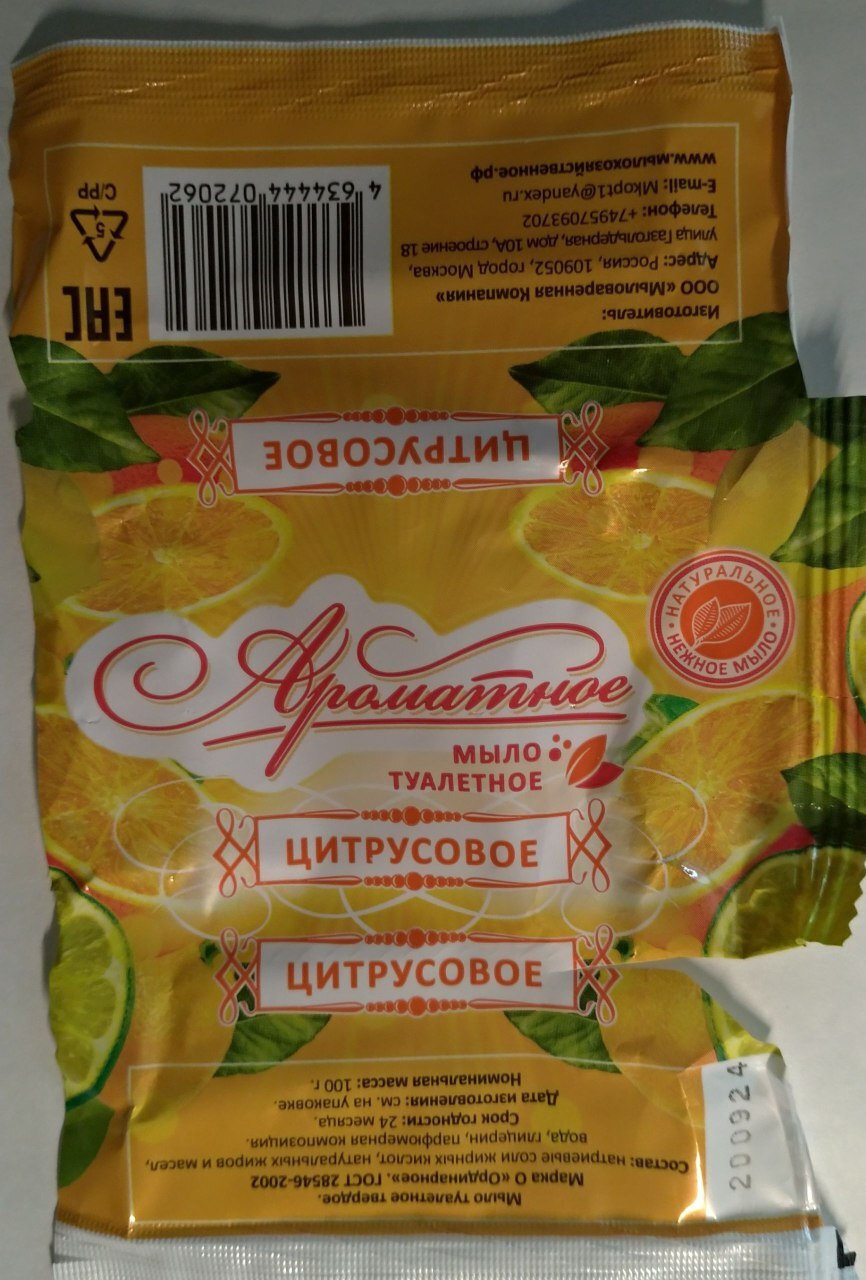 Изготовитель:
ООО «Мыловаренная Компания»
Адрес: Россия, 109052, город Москва,
улица Газгольдерная, дом 10А, строение 18
Телефон: +74957093702
E-mail: Mkopt1@yandex.ru
www.мылохозяйственное.рф
EAC
5
C/PP
4 634444 072062
ЦИТРУСОВОЕ
НАТУРАЛЬНОЕ
НЕЖНОЕ МЫЛО
Ароматное
МЫЛО
ТУАЛЕТНОЕ
ЦИТРУСОВОЕ
ЦИТРУСОВОЕ
Мыло туалетное твердое.
Марка О «Ординарное». ГОСТ 28546-2002
Состав: натриевые соли жирных кислот, натуральных жиров и масел,
вода, глицерин, парфюмерная композиция.
Срок годности: 24 месяца.
Дата изготовления: см. на упаковке.
Номинальная масса: 100 г.
200924